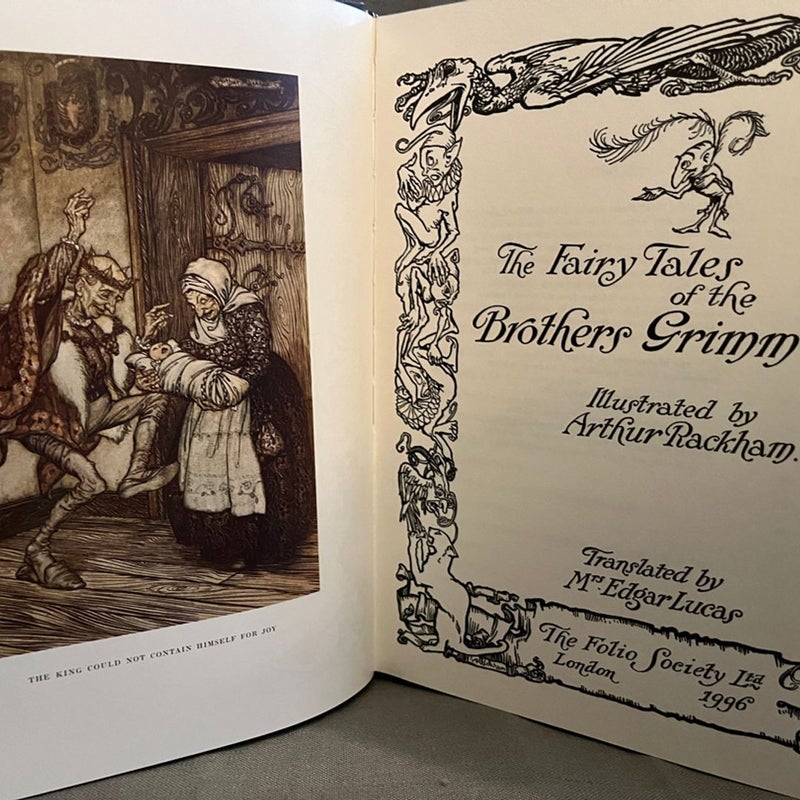 THE KING COULD NOT CONTAIN HIMSELF FOR JOY
The Fairy Tales
of the
Brothers Grimm
Illustrated by
Arthur Rackham.
Translated by
Mrs Edgar Lucas
The Folio Society Ltd
London
1996